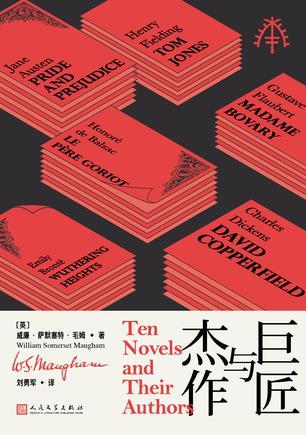 Jane Austen
PRIDE
AND
PREJUDICE
Henry
Fielding
TOM
JONES
Gustave
Flaubert
MADAME
BOVARY
Honoré
de Balzac
LE
PÈRE GORIOT
Charles
Dickens
DAVID
COPPERFIELD
Emily
Brontë
WUTHERING
HEIGHTS
[英]
威廉·萨默塞特·毛姆·著
William Somerset Maugham
W.S. Maugham
刘勇军·译
人民文学出版社
Ten
Novels
and
Their
Authors
巨匠
与
杰作